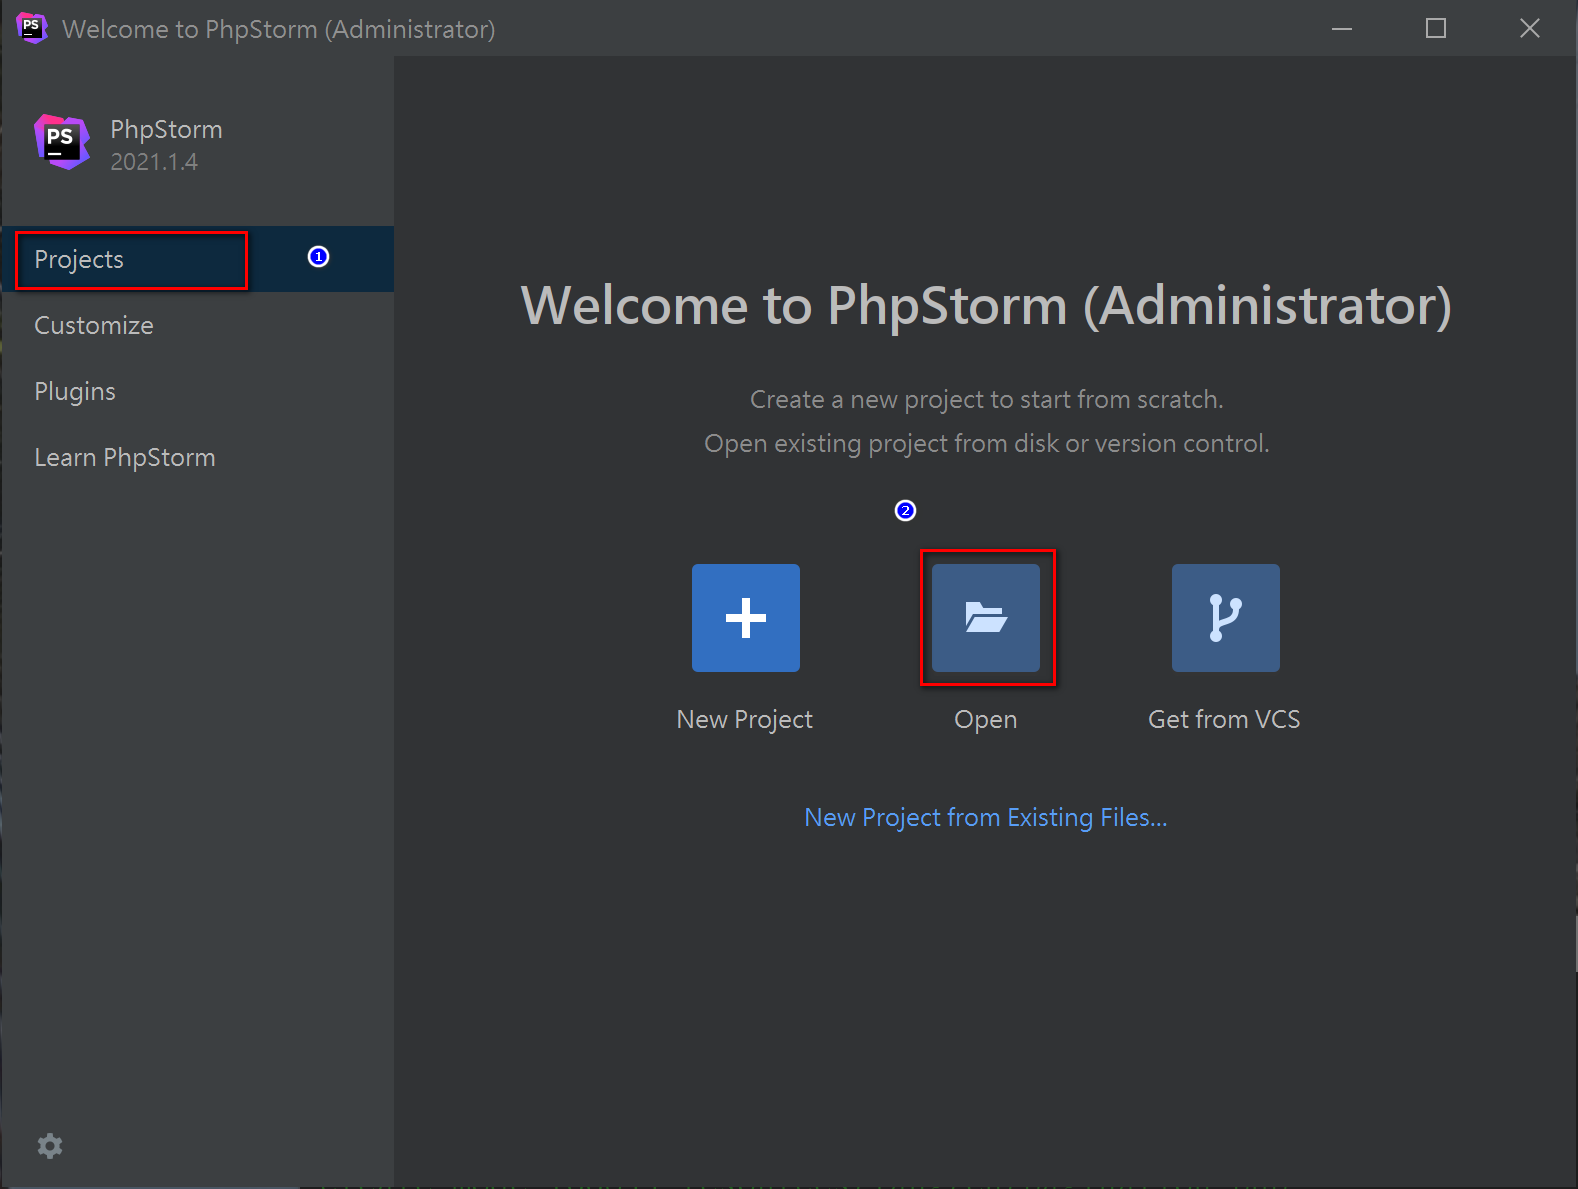 PS
Welcome to PhpStorm (Administrator)
PS
PhpStorm
2021.1.4
Projects
1
Customize
Plugins
Learn PhpStorm
Welcome to PhpStorm (Administrator)
Create a new project to start from scratch.
Open existing project from disk or version control.
2
New Project
Open
Get from VCS
New Project from Existing Files...